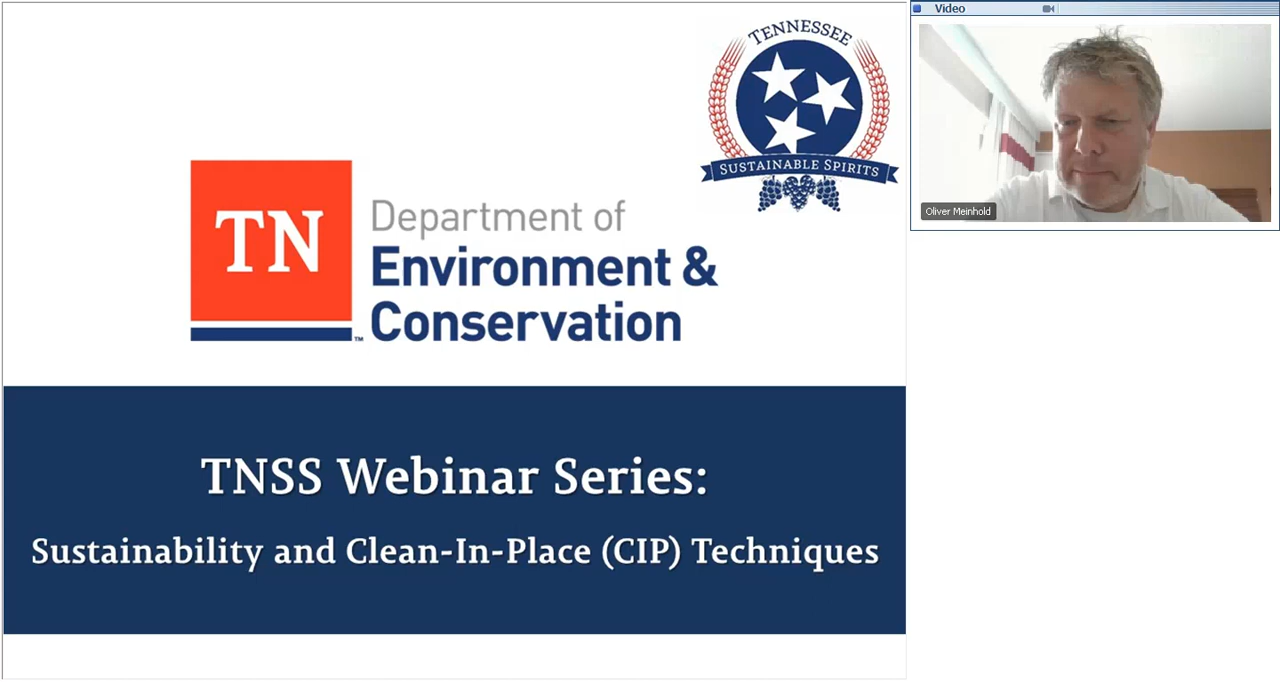 TENNESSEE
SUSTAINABLE SPIRITS
TN
™
Department of
Environment &
Conservation
TNSS Webinar Series:
Sustainability and Clean-In-Place (CIP) Techniques
Video
Oliver Meinhold